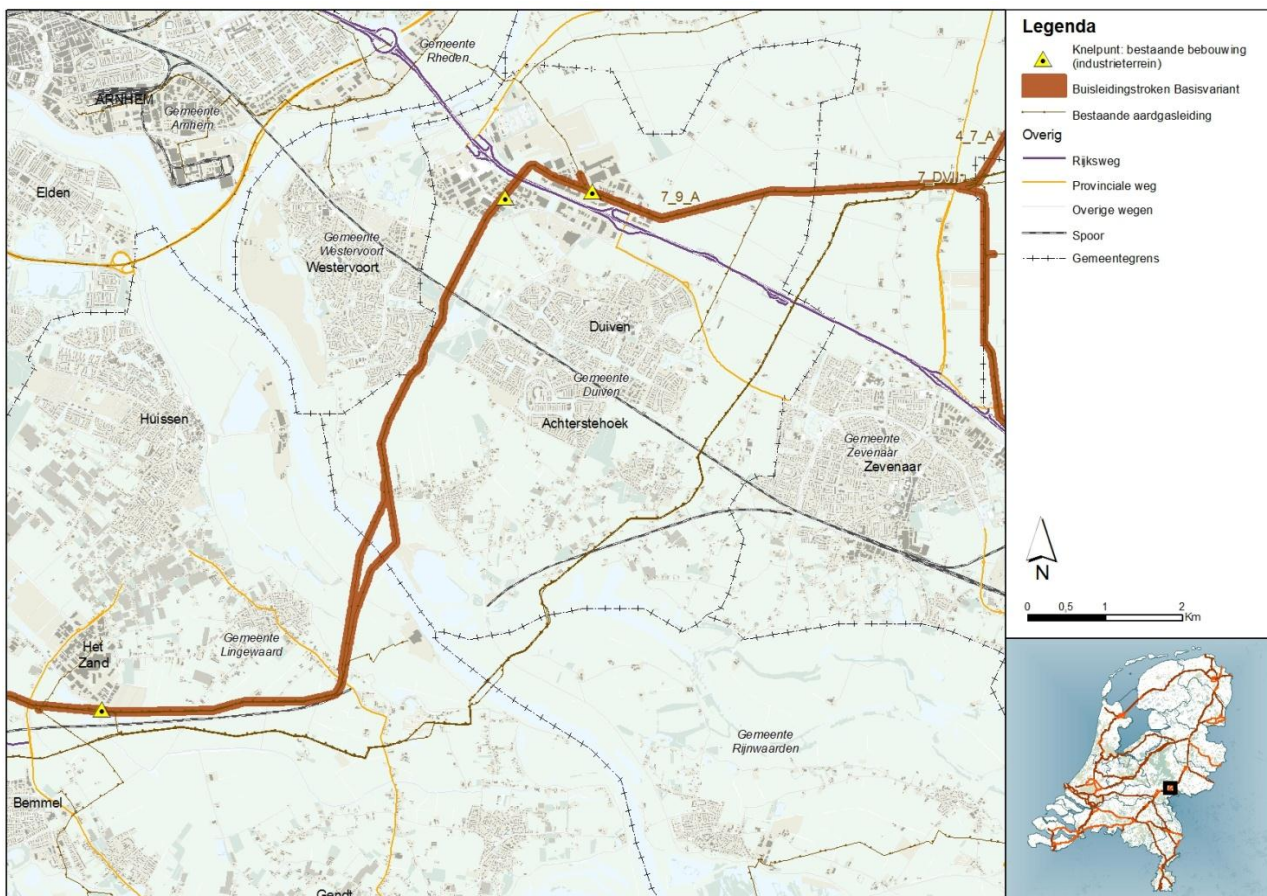 Gemeente
Rheden
ARNHEM
Gemeente
Arnhem
Elden
4_7_A
7_DVII
7_9_A
Gemeente
Westervoort
Westervoort
Duiven
Gemeente
Duiven
Huissen
Achterstehoek
Gemeente
Zevenaar
Zevenaar
Het
Zand
Gemeente
Lingewaard
Gemeente
Rijnwaarden
Bemmel
Gendt
Legenda
Knelpunt: bestaande bebouwing
(industrieterrein)
Buisleidingstroken Basisvariant
Bestaande aardgasleiding
Overig
Rijksweg
Provinciale weg
Overige wegen
Spoor
Gemeentegrens
N
0 0,5 1 2
Km